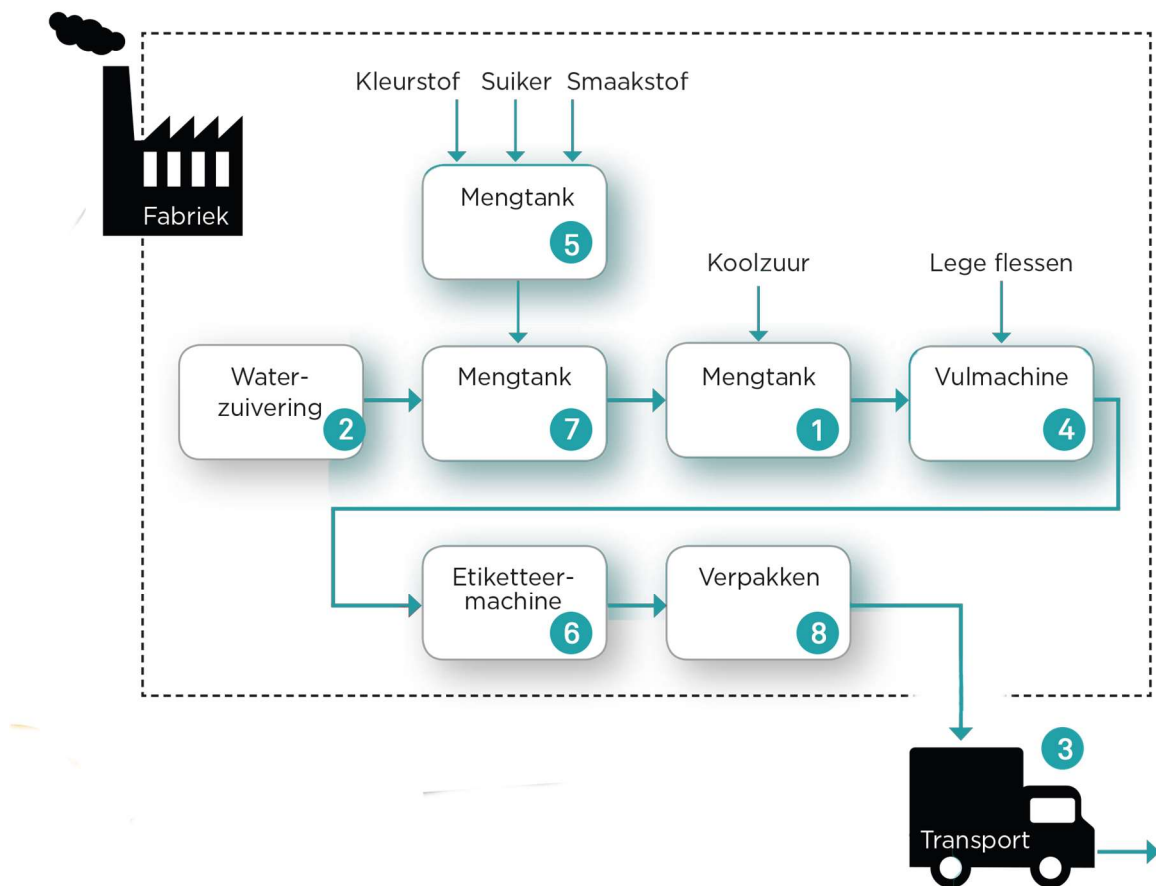 Kleurstof Suiker Smaakstof
Mengtank
5
Fabriek
Koolzuur
Lege flessen
Water-
zuivering
2
Mengtank
7
Mengtank
1
Vulmachine
4
Etiketteer-
machine
6
Verpakken
8
3
Transport